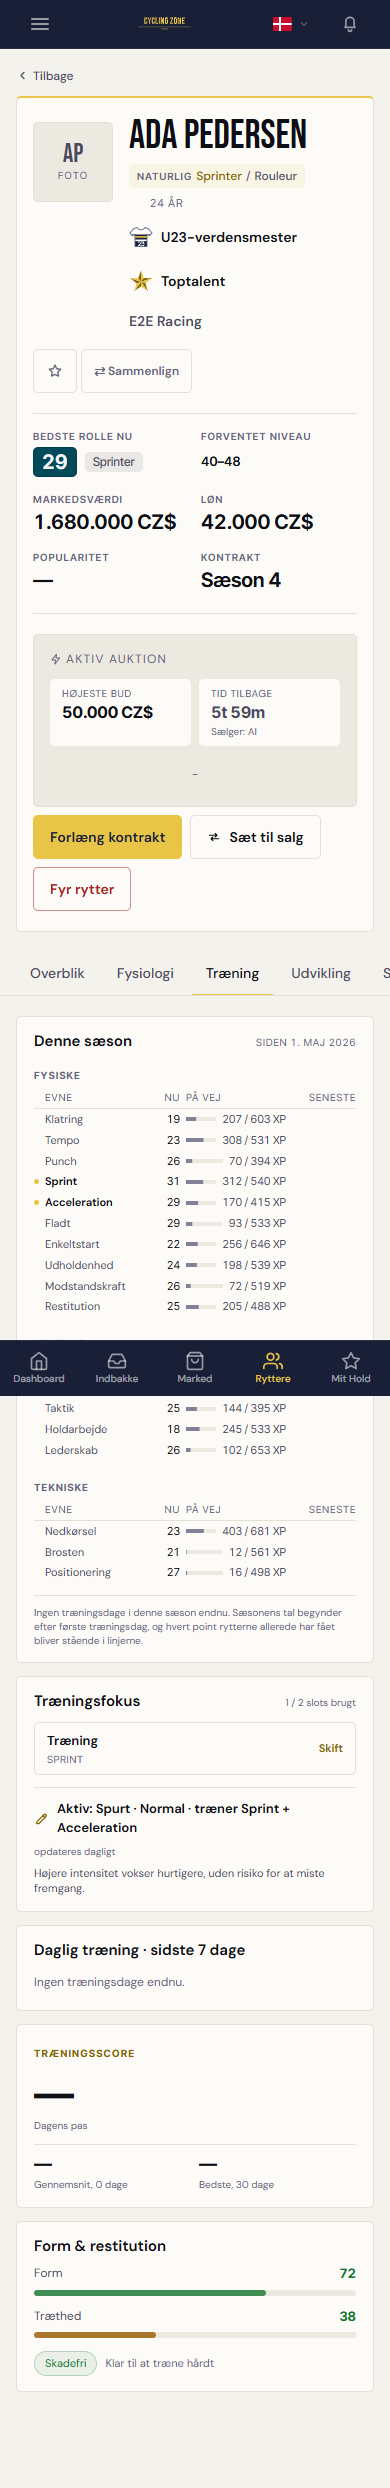 CYCLING ZONE
Tilbage
AP
FOTO
ADA PEDERSEN
NATURLIG Sprinter / Rouleur
24 ÅR
23
U23-verdensmester
Toptalent
E2E Racing
Sammenlign
BEDSTE ROLLE NU
FORVENTET NIVEAU
29 Sprinter
40–48
MARKEDSVÆRDI
LØN
1.680.000 CZ$
42.000 CZ$
POPULARITET
KONTRAKT
—
Sæson 4
AKTIV AUKTION
HØJESTE BUD
TID TILBAGE
50.000 CZ$
5t 59m
Sælger: AI
-
Forlæng kontrakt
Sæt til salg
Fyr rytter
Overblik Fysiologi Træning Udvikling S
Denne sæson SIDEN 1. MAJ 2026
FYSISKE
EVNE NU PÅ VEJ SENESTE
Klatring 19 207 / 603 XP
Tempo 23 308 / 531 XP
Punch 26 70 / 394 XP
Sprint 31 312 / 540 XP
Acceleration 29 170 / 415 XP
Fladt 29 93 / 533 XP
Enkeltstart 22 256 / 646 XP
Udholdenhed 24 198 / 539 XP
Modstandskraft 26 72 / 519 XP
Restitution 25 205 / 488 XP
Dashboard Indbakke Marked Ryttere Mit Hold
Taktik 25 144 / 395 XP
Holdarbejde 18 245 / 533 XP
Lederskab 26 102 / 653 XP
TEKNISKE
EVNE NU PÅ VEJ SENESTE
Nedkørsel 23 403 / 681 XP
Brosten 21 12 / 561 XP
Positionering 27 16 / 498 XP
Ingen træningsdage i denne sæson endnu. Sæsonens tal begynder
efter første træningsdag, og hvert point rytterne allerede har fået
bliver stående i linjerne.
Træningsfokus 1 / 2 slots brugt
Træning
SPRINT
Skift
Aktiv: Spurt · Normal · træner Sprint +
Acceleration
opdateres dagligt
Højere intensitet vokser hurtigere, uden risiko for at miste
fremgang.
Daglig træning · sidste 7 dage
Ingen træningsdage endnu.
TRÆNINGSSCORE
—
Dagens pas
— —
Gennemsnit, 0 dage Bedste, 30 dage
Form & restitution
Form 72
Træthed 38
Skadefri Klar til at træne hårdt